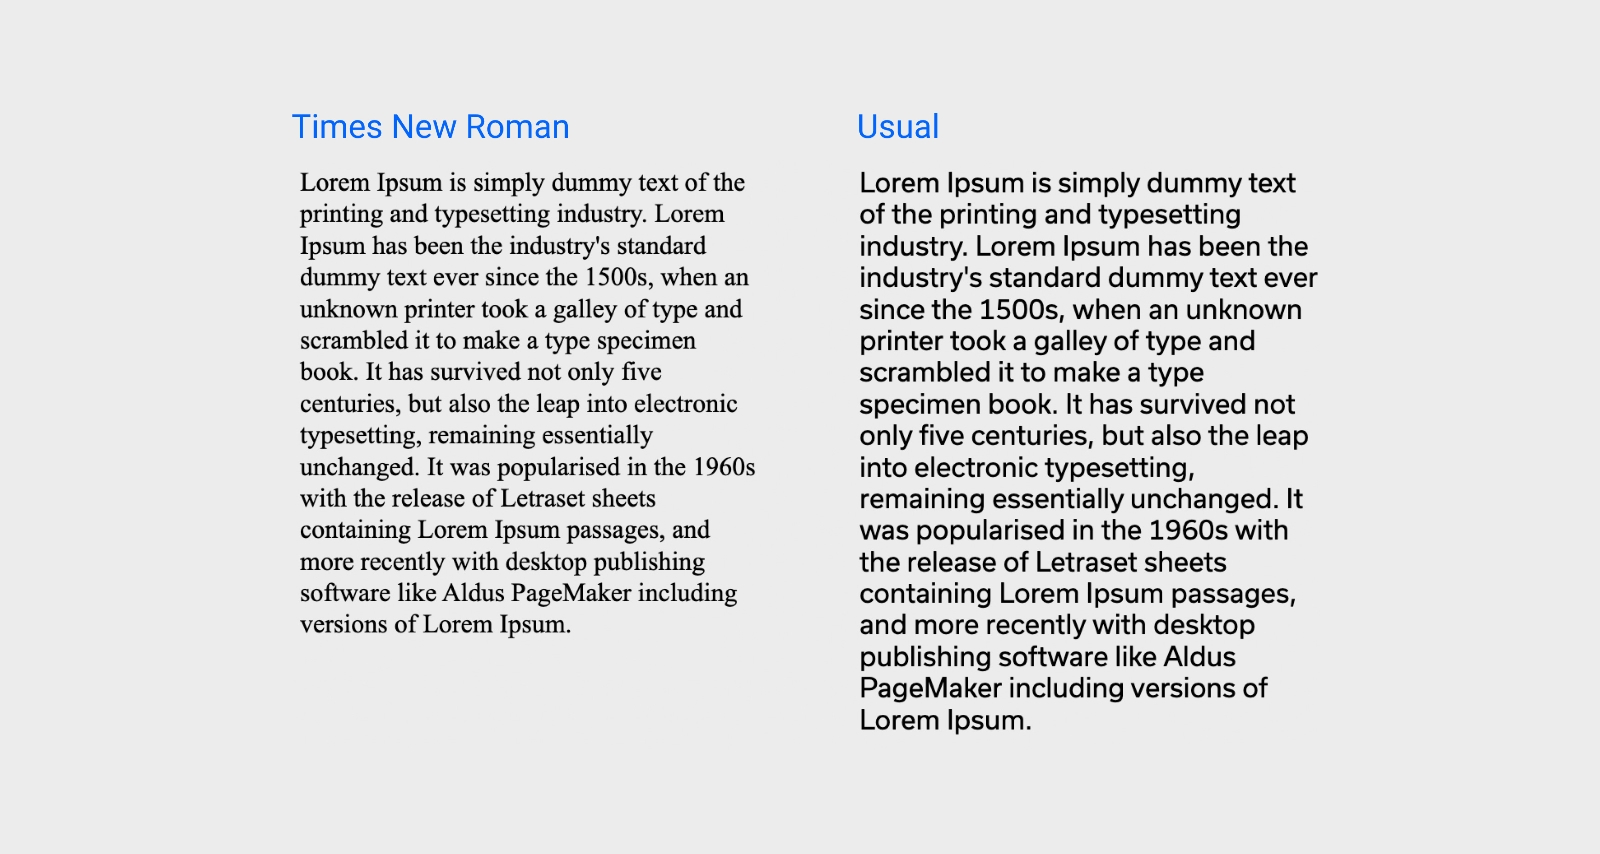 Times New Roman
Lorem Ipsum is simply dummy text of the
printing and typesetting industry. Lorem
Ipsum has been the industry's standard
dummy text ever since the 1500s, when an
unknown printer took a galley of type and
scrambled it to make a type specimen
book. It has survived not only five
centuries, but also the leap into electronic
typesetting, remaining essentially
unchanged. It was popularised in the 1960s
with the release of Letraset sheets
containing Lorem Ipsum passages, and
more recently with desktop publishing
software like Aldus PageMaker including
versions of Lorem Ipsum.
Usual
Lorem Ipsum is simply dummy text
of the printing and typesetting
industry. Lorem Ipsum has been the
industry's standard dummy text ever
since the 1500s, when an unknown
printer took a galley of type and
scrambled it to make a type
specimen book. It has survived not
only five centuries, but also the leap
into electronic typesetting,
remaining essentially unchanged. It
was popularised in the 1960s with
the release of Letraset sheets
containing Lorem Ipsum passages,
and more recently with desktop
publishing software like Aldus
PageMaker including versions of
Lorem Ipsum.